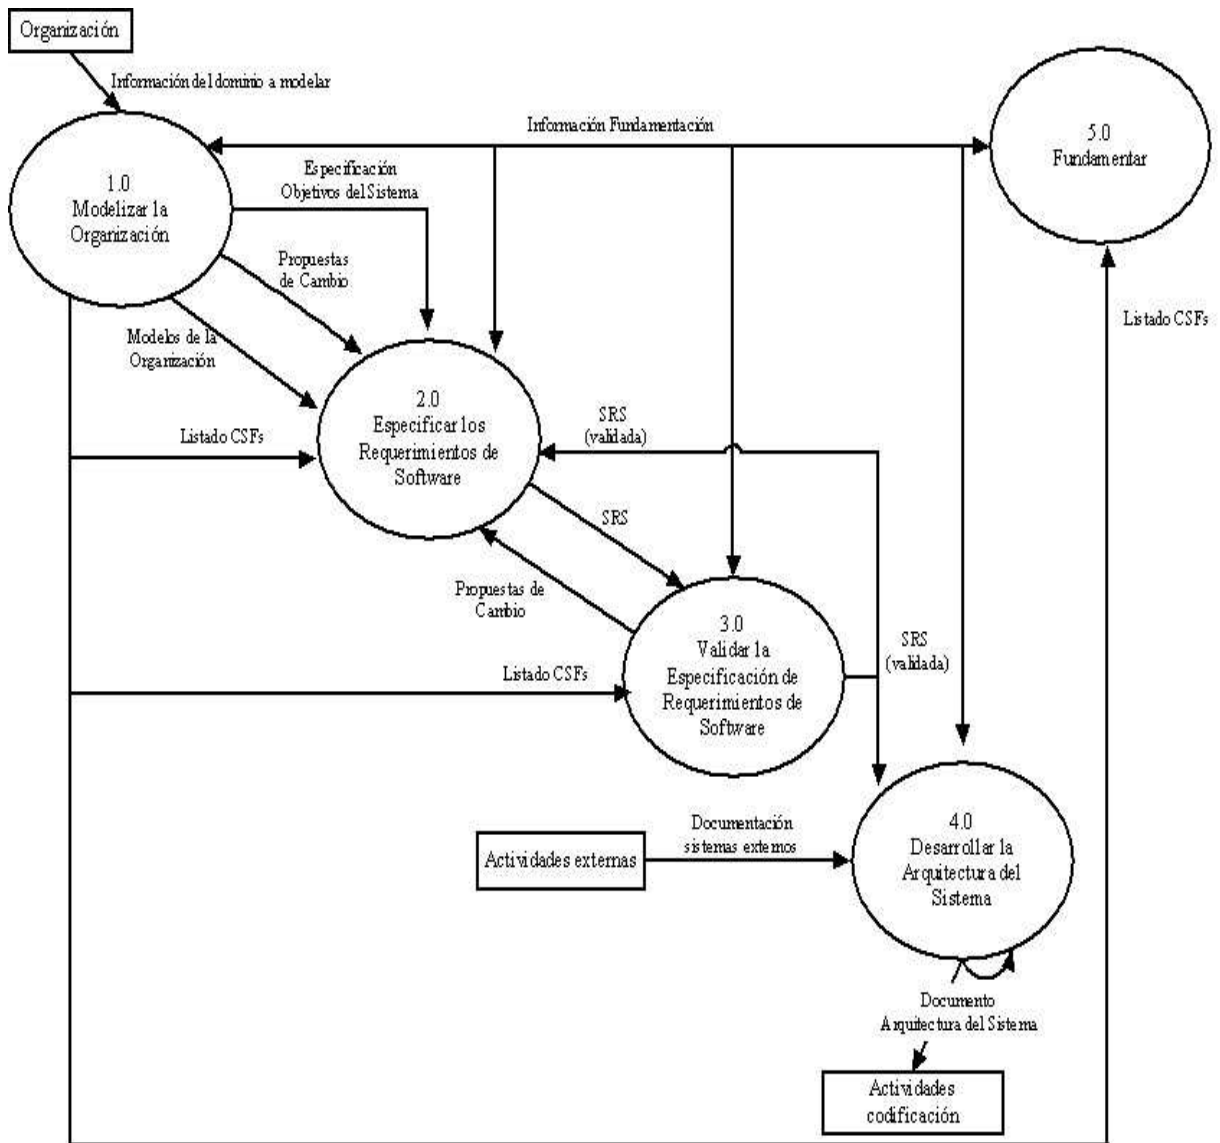 Organización
Información del dominio a modelar
Información Fundamentación
5.0
Fundamentar
1.0
Modelizar la
Organización
Especificación
Objetivos del Sistema
Propuestas
de Cambio
Modelos de la
Organización
Listado CSFs
2.0
Especificar los
Requerimientos de
Software
Listado CSFs
SRS
(validada)
SRS
Propuestas de
Cambio
3.0
Validar la
Especificación de
Requerimientos de
Software
SRS
(validada)
Listado CSFs
4.0
Desarrollar la
Arquitectura del
Sistema
Documentación
sistemas externos
Actividades externas
Documento
Arquitectura del Sistema
Actividades
codificación